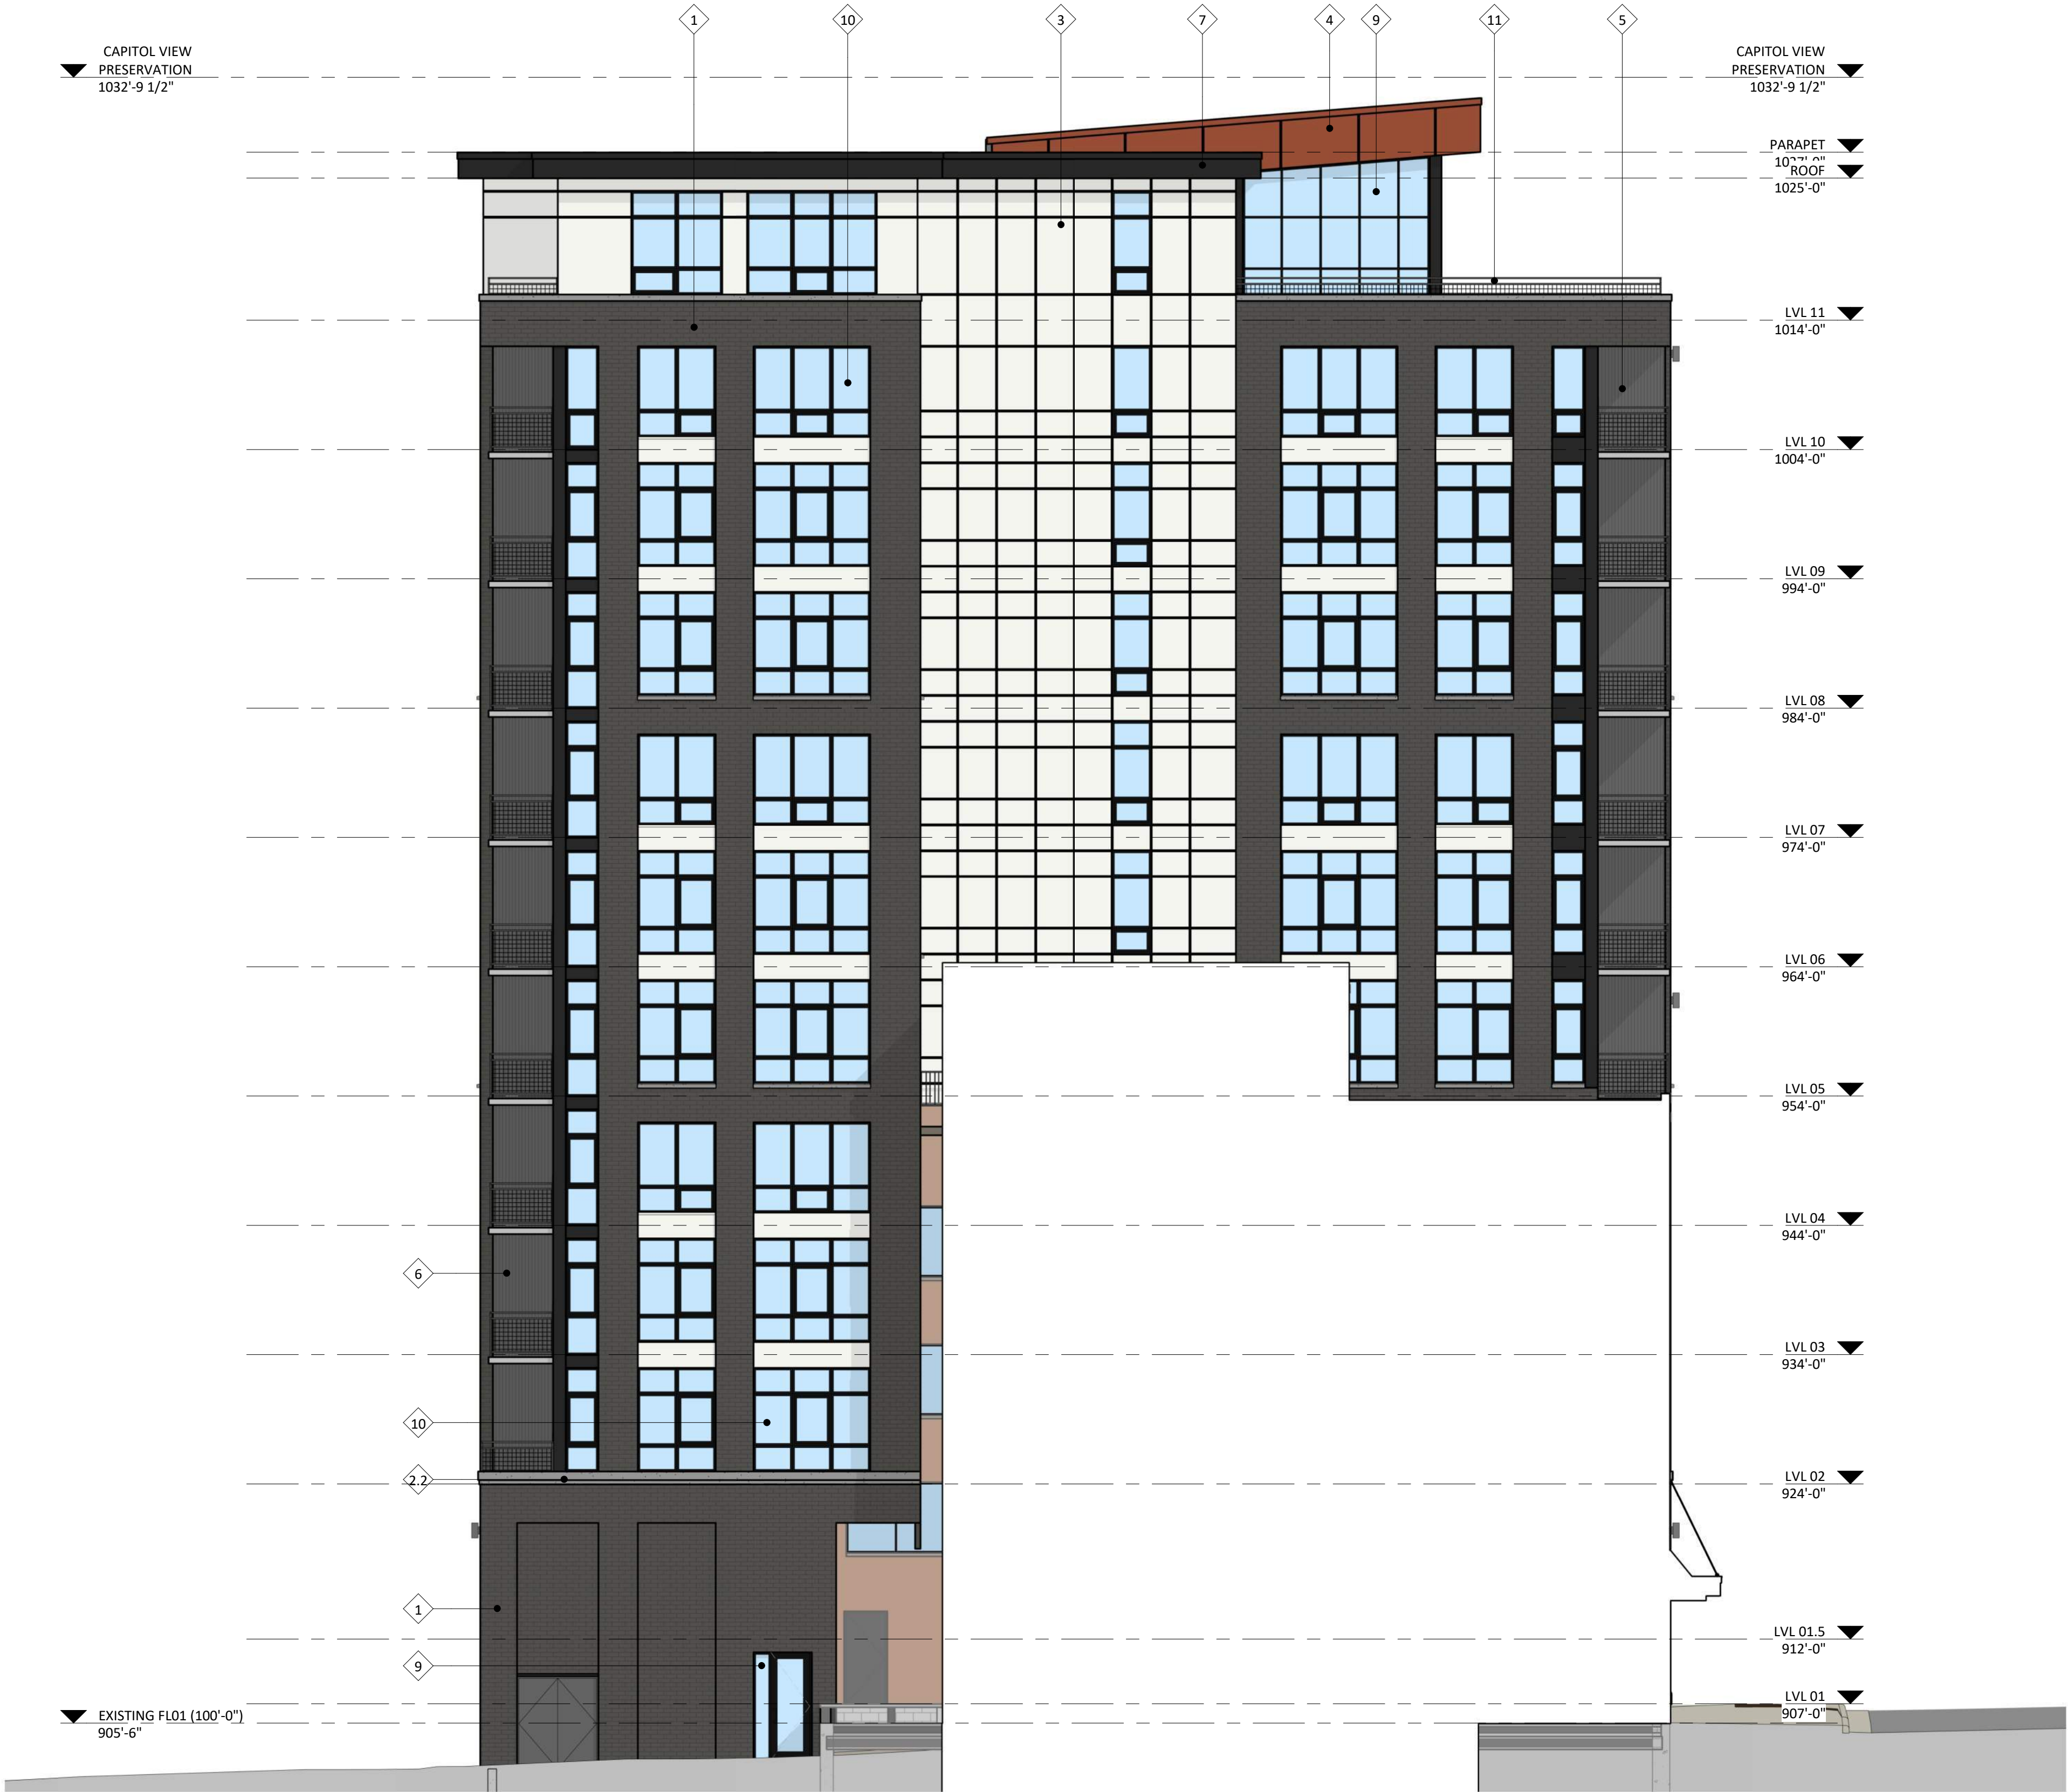 1
10
3
7
4
9
11
5
CAPITOL VIEW
PRESERVATION
1032'-9 1/2"
CAPITOL VIEW
PRESERVATION
1032'-9 1/2"
PARAPET
1027'-0"
ROOF
1025'-0"
LVL 11
1014'-0"
LVL 10
1004'-0"
LVL 09
994'-0"
LVL 08
984'-0"
LVL 07
974'-0"
LVL 06
964'-0"
LVL 05
954'-0"
LVL 04
944'-0"
6
LVL 03
934'-0"
10
2.2
LVL 02
924'-0"
1
LVL 01.5
912'-0"
9
LVL 01
907'-0"
EXISTING FL01 (100'-0")
905'-6"